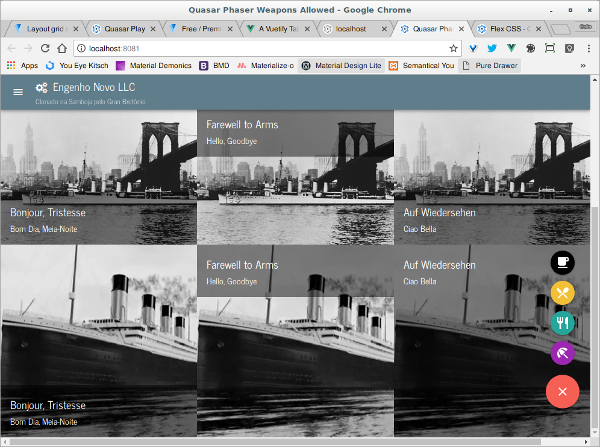 Quasar Phaser Weapons Allowed - Google Chrome
Layout grid
Quasar Play
Free / Premi
A Vuetify Ta
localhost
Quasar Pha
Flex CSS - C
localhost:8081
Apps
You Eye Kitsch
Material Demonics
BMD
Materialize-o
Material Design Lite
Semantical You
Pure Drawer
»
Engenho Novo LLC
Clonado na Samboja pelo Gran Bretônio
Farewell to Arms
Hello, Goodbye
Bonjour, Tristesse
Bom Dia, Meia-Noite
Auf Wiedersehen
Ciao Bella
Farewell to Arms
Hello, Goodbye
Auf Wiedersehen
Ciao Bella
Bonjour, Tristesse
Bom Dia, Meia-Noite